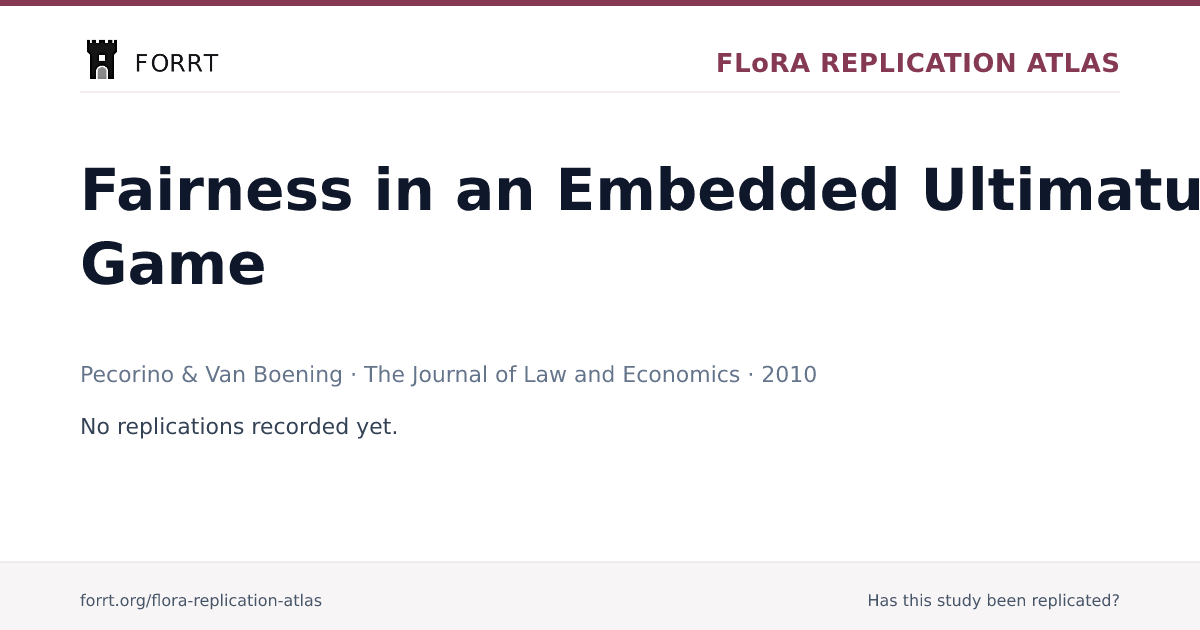 FORRT
FLoRA REPLICATION ATLAS
Fairness in an Embedded Ultimatu
Game
Pecorino & Van Boening · The Journal of Law and Economics · 2010
No replications recorded yet.
forrt.org/flora-replication-atlas
Has this study been replicated?